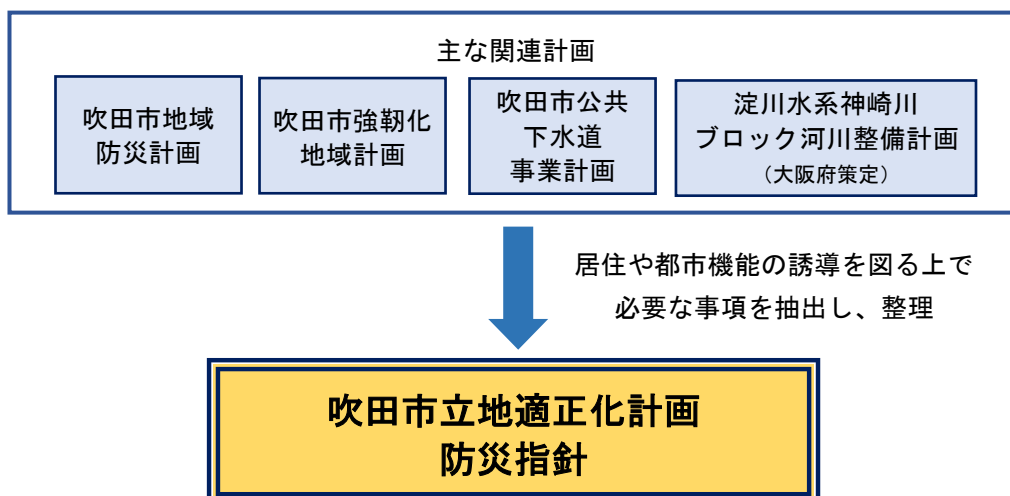 主な関連計画
吹田市地域
防災計画
吹田市強靭化
地域計画
吹田市公共
下水道
事業計画
淀川水系神崎川
ブロック河川整備計画
（大阪府策定）
居住や都市機能の誘導を図る上で
必要な事項を抽出し、整理
吹田市立地適正化計画
防災指針